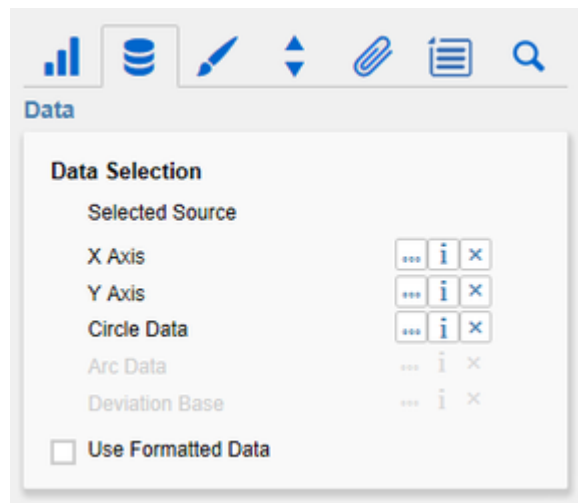 Data
Data Selection
Selected Source
X Axis ... i ×
Y Axis ... i ×
Circle Data ... i ×
Arc Data ... i ×
Deviation Base ... i ×
Use Formatted Data